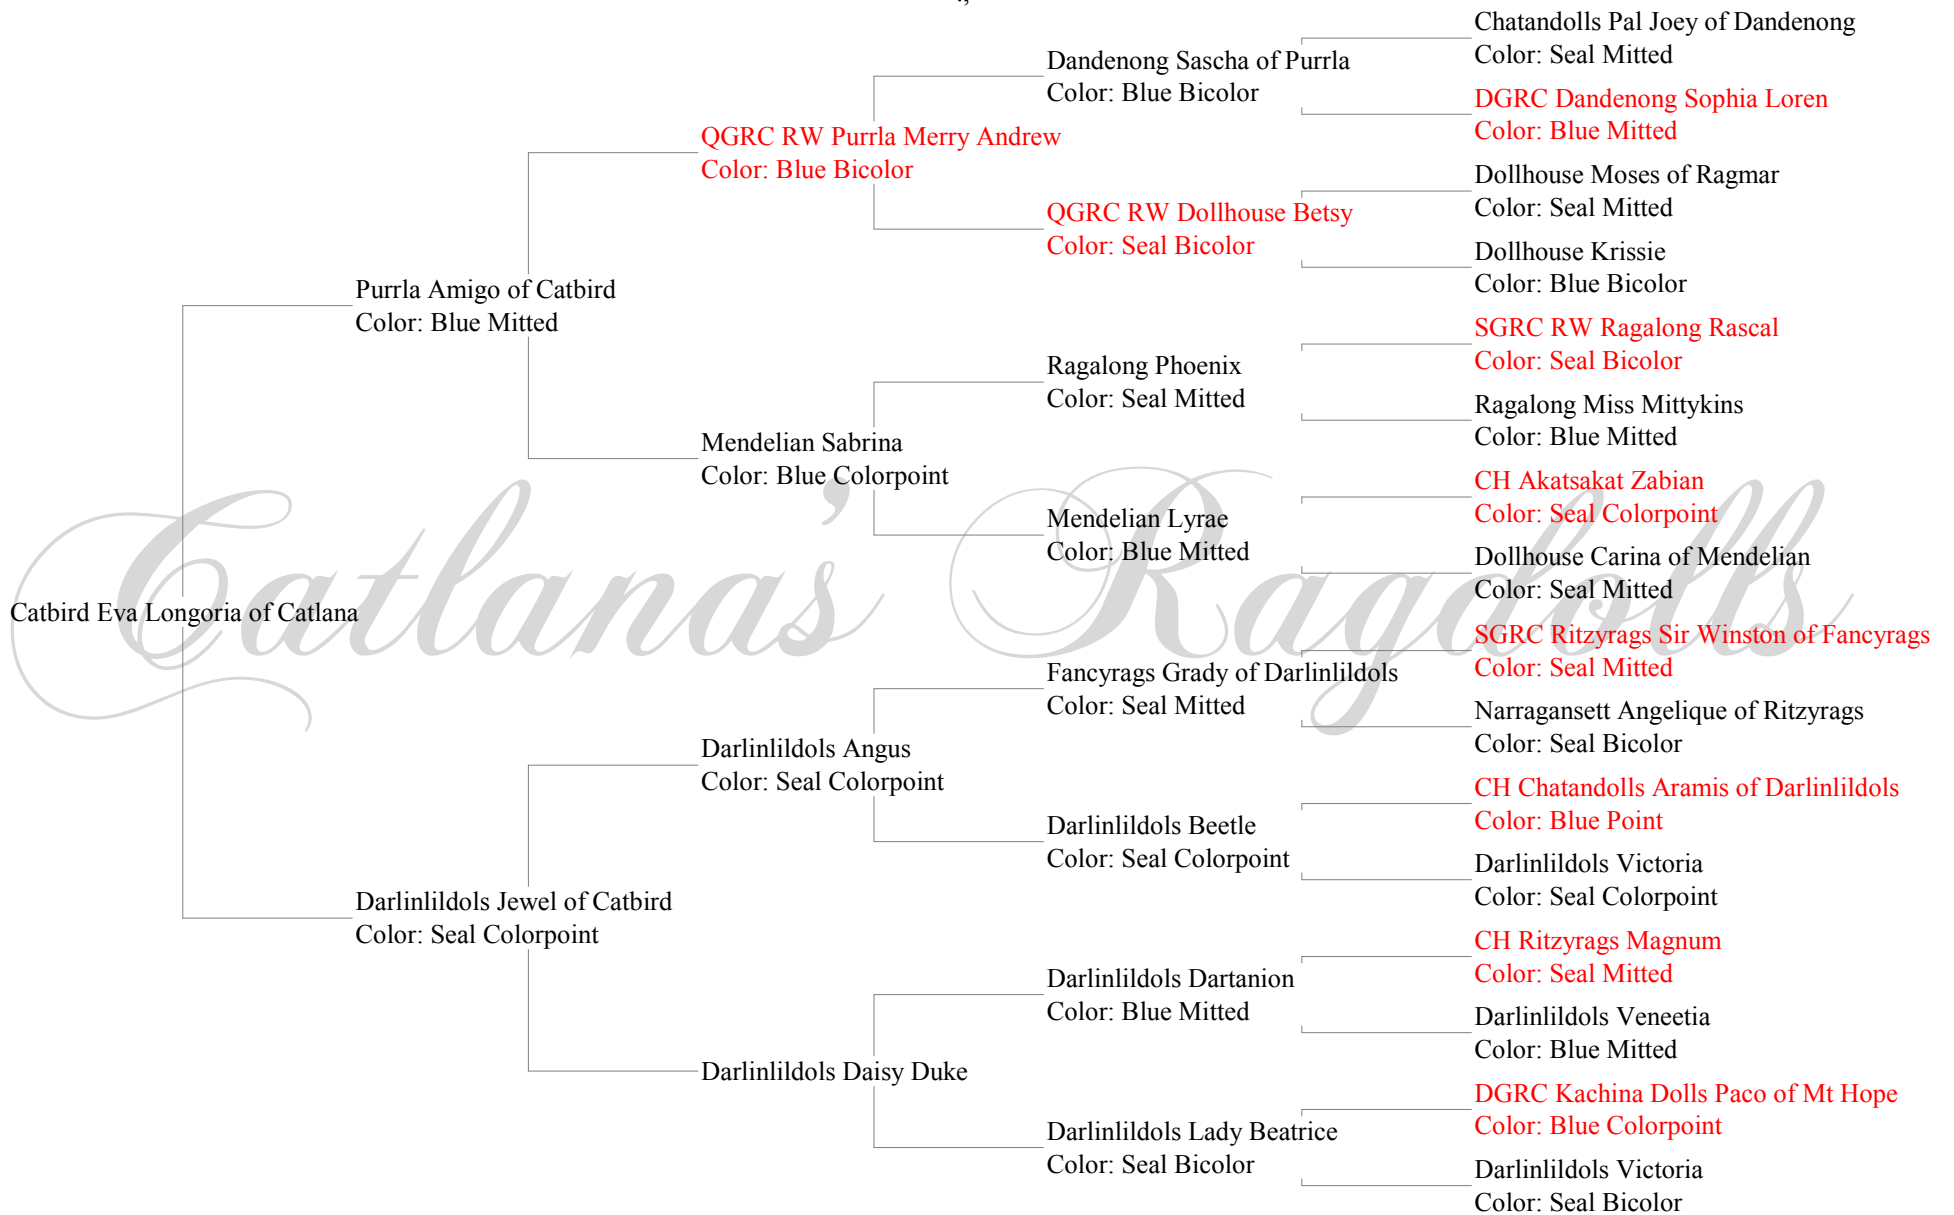 Chatandolls Pal Joey of Dandenong
Color: Seal Mitted
Dandenong Sascha of Purrla
Color: Blue Bicolor
DGRC Dandenong Sophia Loren
Color: Blue Mitted
QGRC RW Purrla Merry Andrew
Color: Blue Bicolor
Dollhouse Moses of Ragmar
Color: Seal Mitted
QGRC RW Dollhouse Betsy
Color: Seal Bicolor
Dollhouse Krissie
Color: Blue Bicolor
Purrla Amigo of Catbird
Color: Blue Mitted
SGRC RW Ragalong Rascal
Color: Seal Bicolor
Ragalong Phoenix
Color: Seal Mitted
Ragalong Miss Mittykins
Color: Blue Mitted
Mendelian Sabrina
Color: Blue Colorpoint
CH Akatsakat Zabian
Color: Seal Colorpoint
Mendelian Lyrae
Color: Blue Mitted
Dollhouse Carina of Mendelian
Color: Seal Mitted
Catbird Eva Longoria of Catlana
Catlanas' Ragdolls
SGRC Ritzyrags Sir Winston of Fancyrags
Color: Seal Mitted
Fancyrags Grady of Darlinlildols
Color: Seal Mitted
Narragansett Angelique of Ritzyrags
Color: Seal Bicolor
Darlinlildols Angus
Color: Seal Colorpoint
CH Chatandolls Aramis of Darlinlildols
Color: Blue Point
Darlinlildols Beetle
Color: Seal Colorpoint
Darlinlildols Victoria
Color: Seal Colorpoint
Darlinlildols Jewel of Catbird
Color: Seal Colorpoint
CH Ritzyrags Magnum
Color: Seal Mitted
Darlinlildols Dartanion
Color: Blue Mitted
Darlinlildols Veneetia
Color: Blue Mitted
Darlinlildols Daisy Duke
DGRC Kachina Dolls Paco of Mt Hope
Color: Blue Colorpoint
Darlinlildols Lady Beatrice
Color: Seal Bicolor
Darlinlildols Victoria
Color: Seal Bicolor